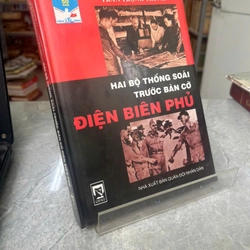 HAI BỘ THỐNG SOÁI
TRƯỚC BÀN CỜ
ĐIỆN BIÊN PHỦ
NHÀ XUẤT BẢN QUÂN ĐỘI NHÂN DÂN